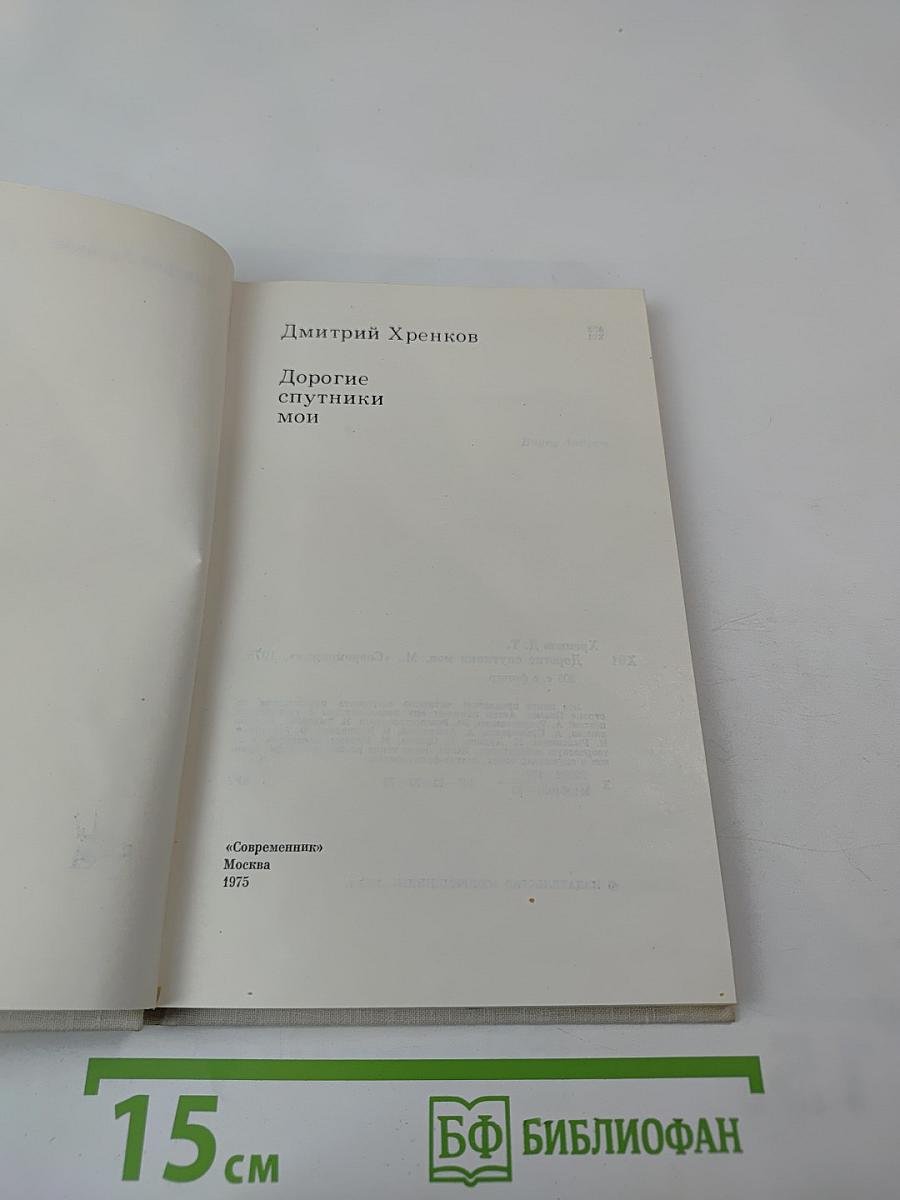 Дмитрий Хренков
Дорогие
спутники
мои
«Современник»
Москва
1975
15 см
БФ БИБЛИОФАН